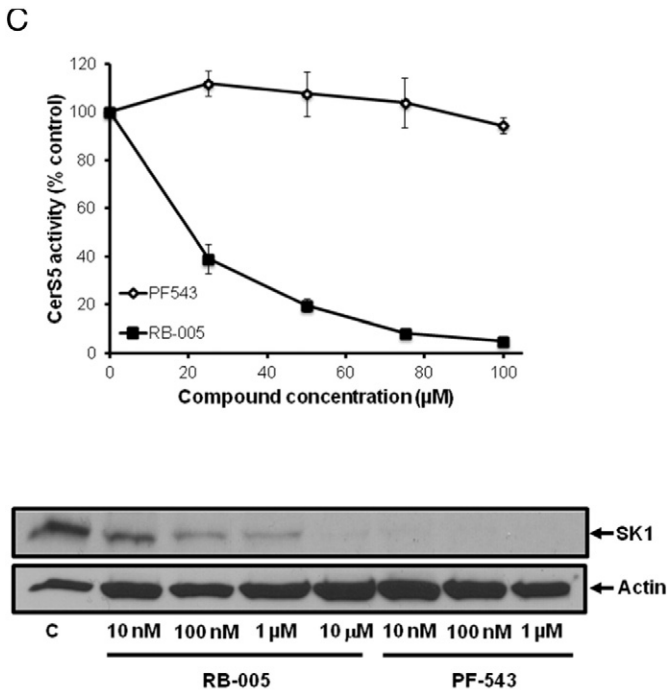 C
120
100
80
60
40
20
0
CerS5 activity (% control)
PF543
RB-005
0 20 40 60 80 100
Compound concentration (µM)
SK1
Actin
C 10 nM 100 nM 1 µM 10 µM 10 nM 100 nM 1 µM
RB-005 PF-543